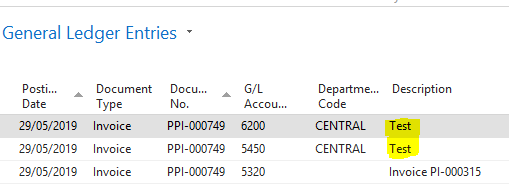 General Ledger Entries
Posti... Document Docu... G/L Departme... Description
Date Type No. Accou... Code
29/05/2019 Invoice PPI-000749 6200 CENTRAL Test
29/05/2019 Invoice PPI-000749 5450 CENTRAL Test
29/05/2019 Invoice PPI-000749 5320 Invoice PI-000315